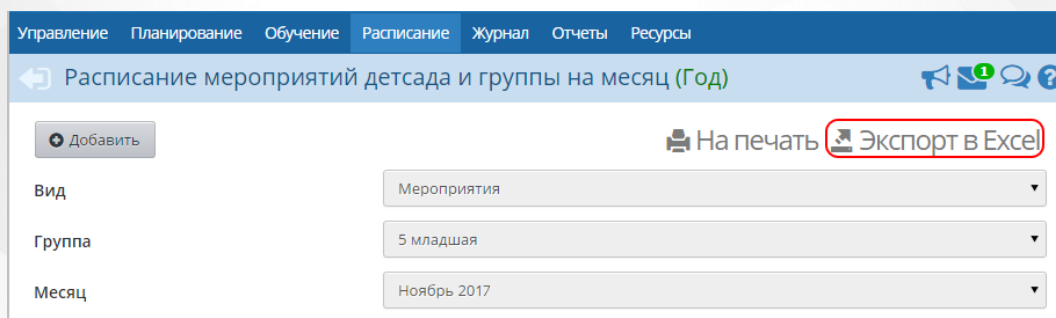 Управление Планирование Обучение Расписание Журнал Отчеты Ресурсы
Расписание мероприятий детсада и группы на месяц (Год) 1 ?
Добавить На печать Экспорт в Excel
Вид Мероприятия
Группа 5 младшая
Месяц Ноябрь 2017